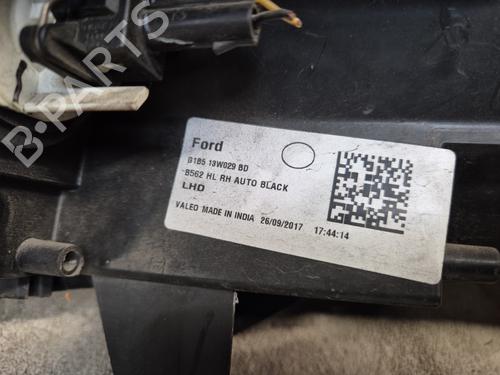 B-PARTS
Ford
D1B5 13W029 BD
B562 HL RH AUTO BLACK
LHD
VALEO MADE IN INDIA 26/09/2017 17:44:14